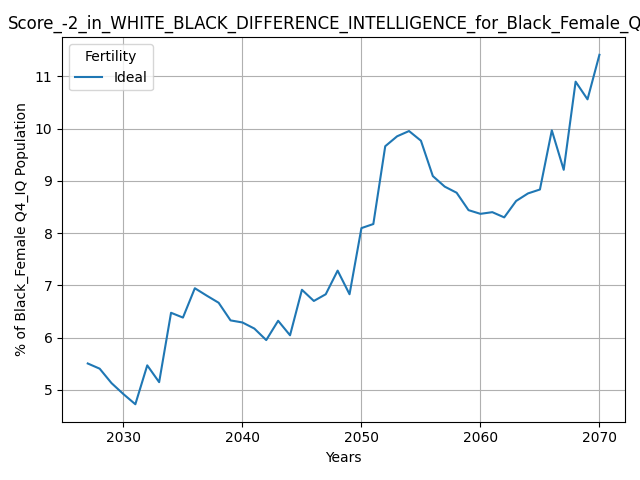 Score_-2_in_WHITE_BLACK_DIFFERENCE_INTELLIGENCE_for_Black_Female_Q
Fertility
Ideal
% of Black_Female Q4_IQ Population
11
10
9
8
7
6
5
2030 2040 2050 2060 2070
Years